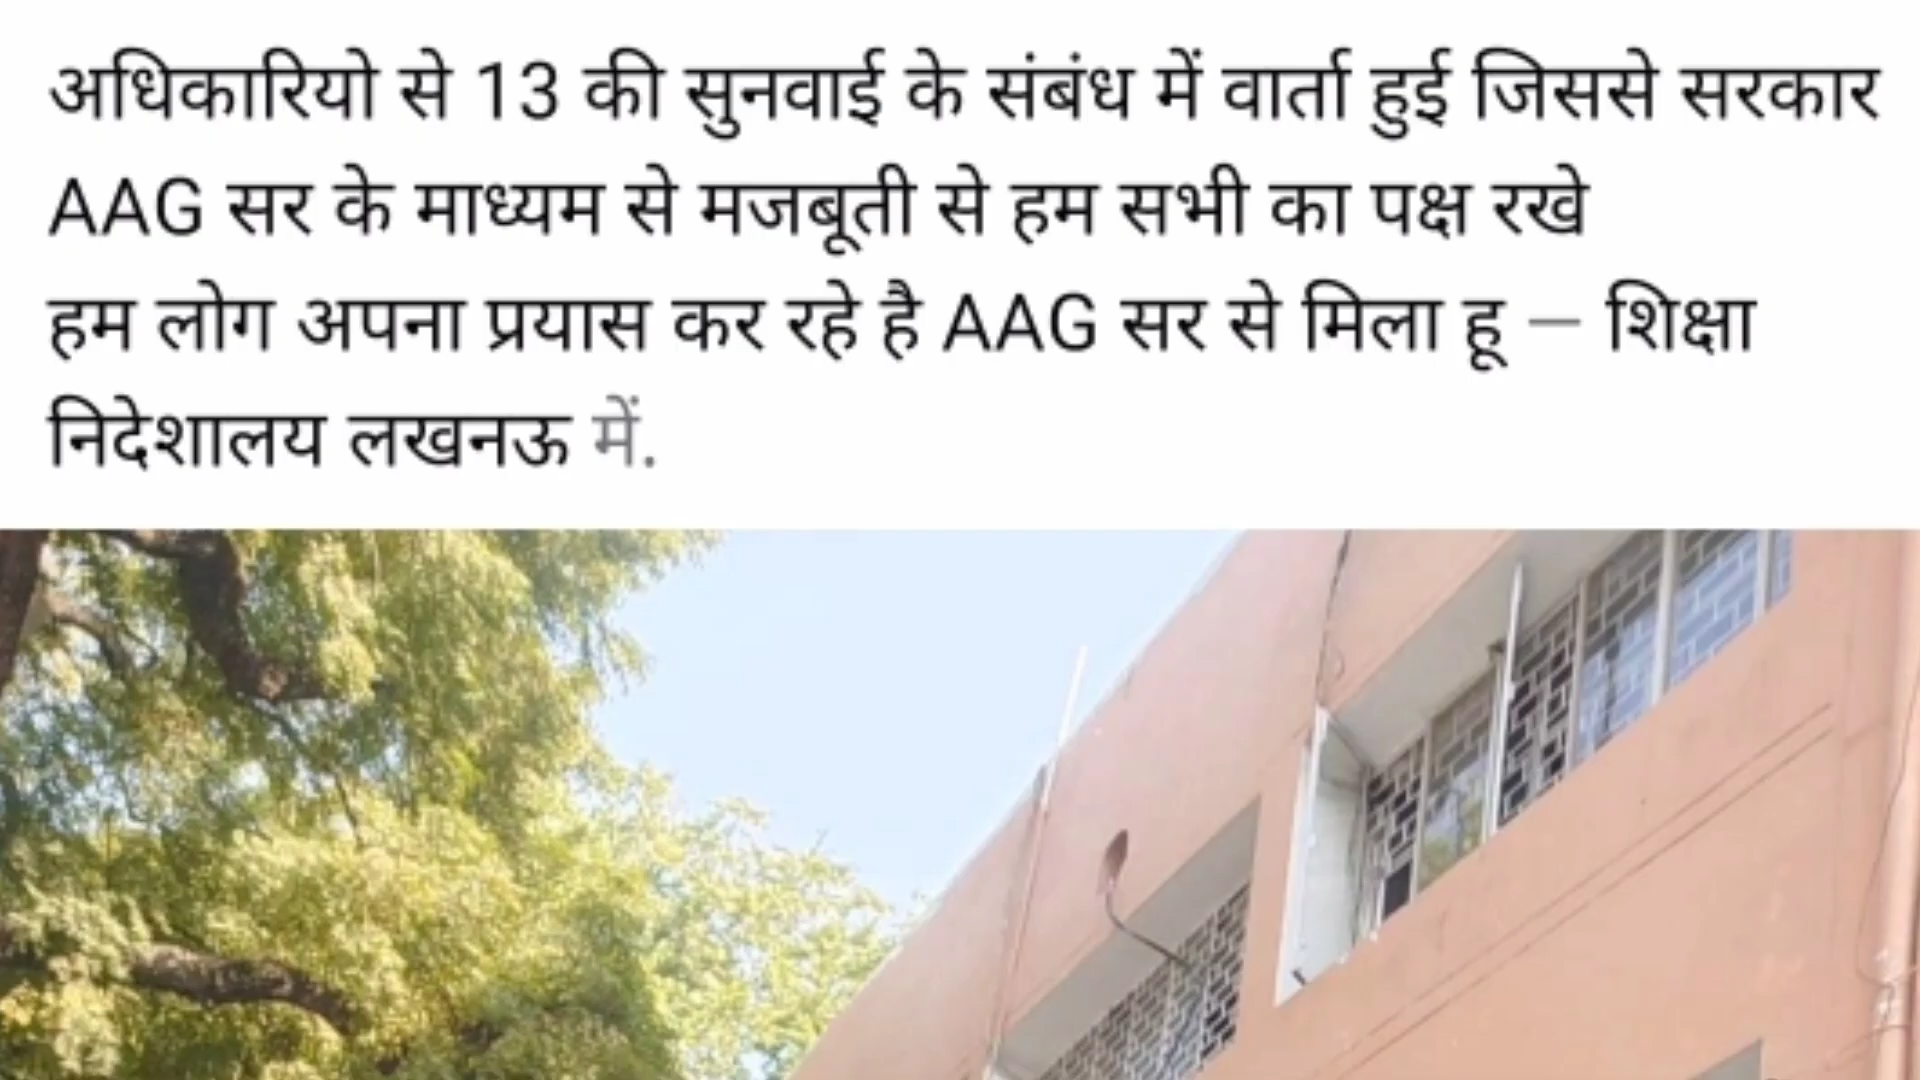 अधिकारियो से 13 की सुनवाई के संबंध में वार्ता हुई जिससे सरकार
AAG सर के माध्यम से मजबूती से हम सभी का पक्ष रखे
हम लोग अपना प्रयास कर रहे है AAG सर से मिला हू — शिक्षा
निदेशालय लखनऊ में.